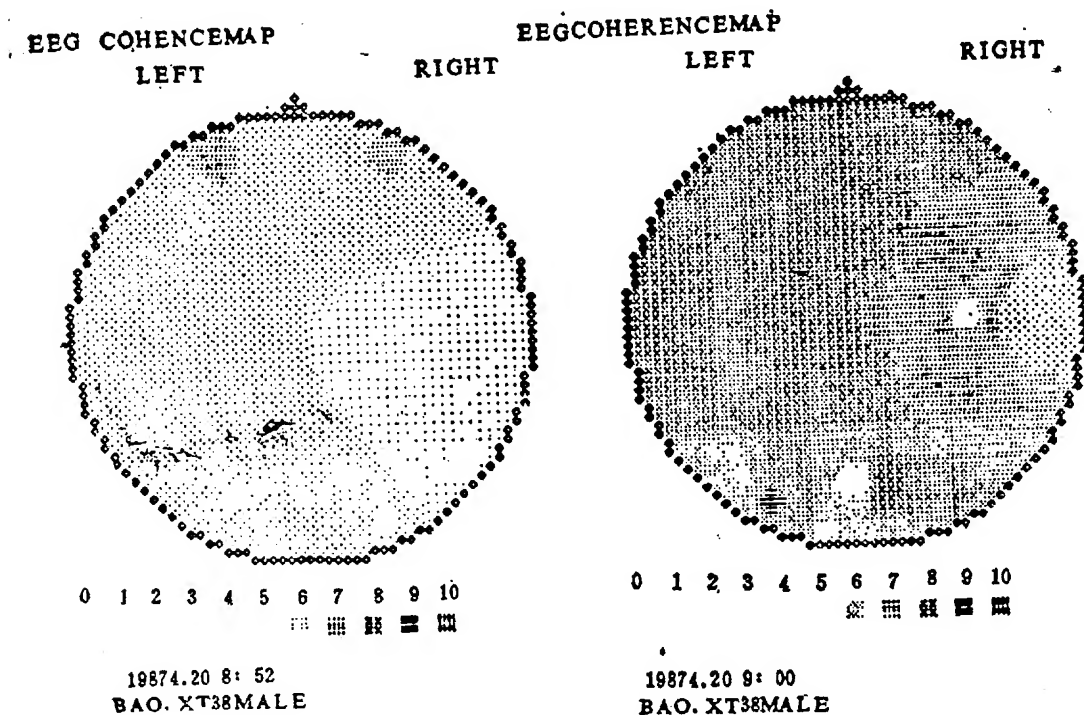 EEG COHENCEMAP
LEFT RIGHT
0 1 2 3 4 5 6 7 8 9 10
19874.20 8: 52
BAO. XT38MALE
EEGCOHERENCEMAP
LEFT RIGHT
0 1 2 3 4 5 6 7 8 9 10
19874.20 9: 00
BAO. XT38MALE